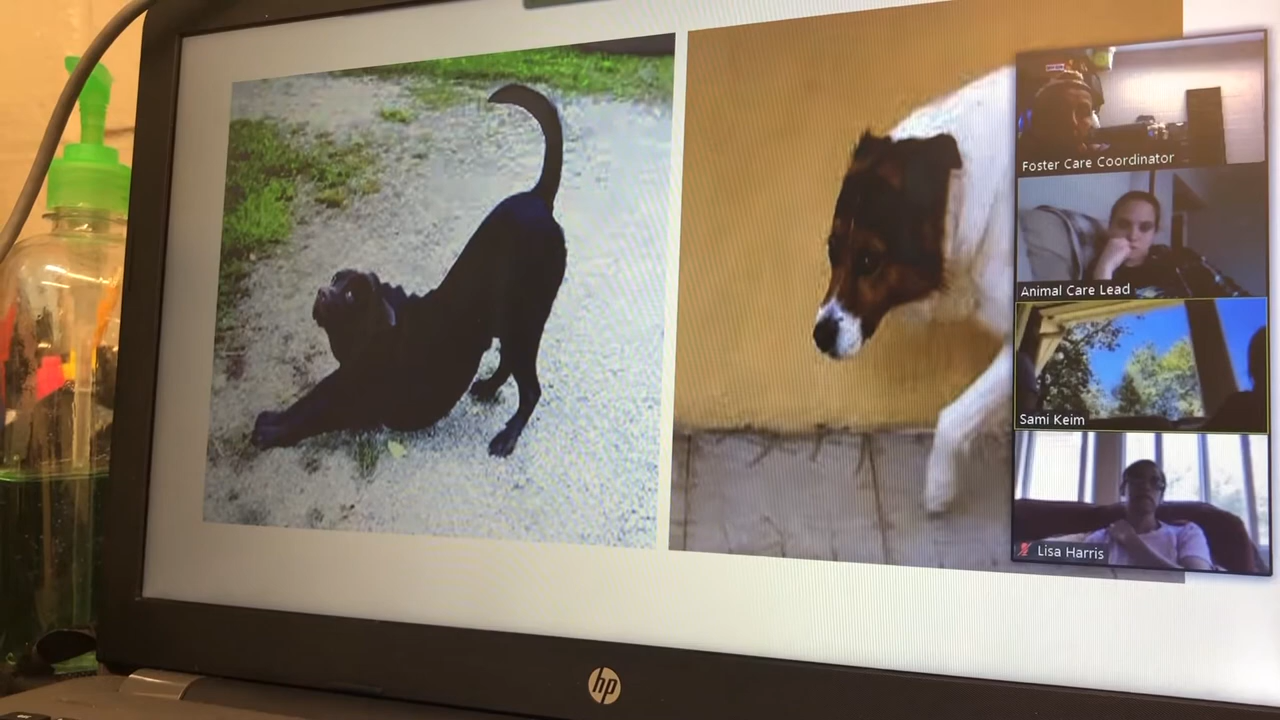 Foster Care Coordinator
Animal Care Lead
Sami Keim
Lisa Harris
hp